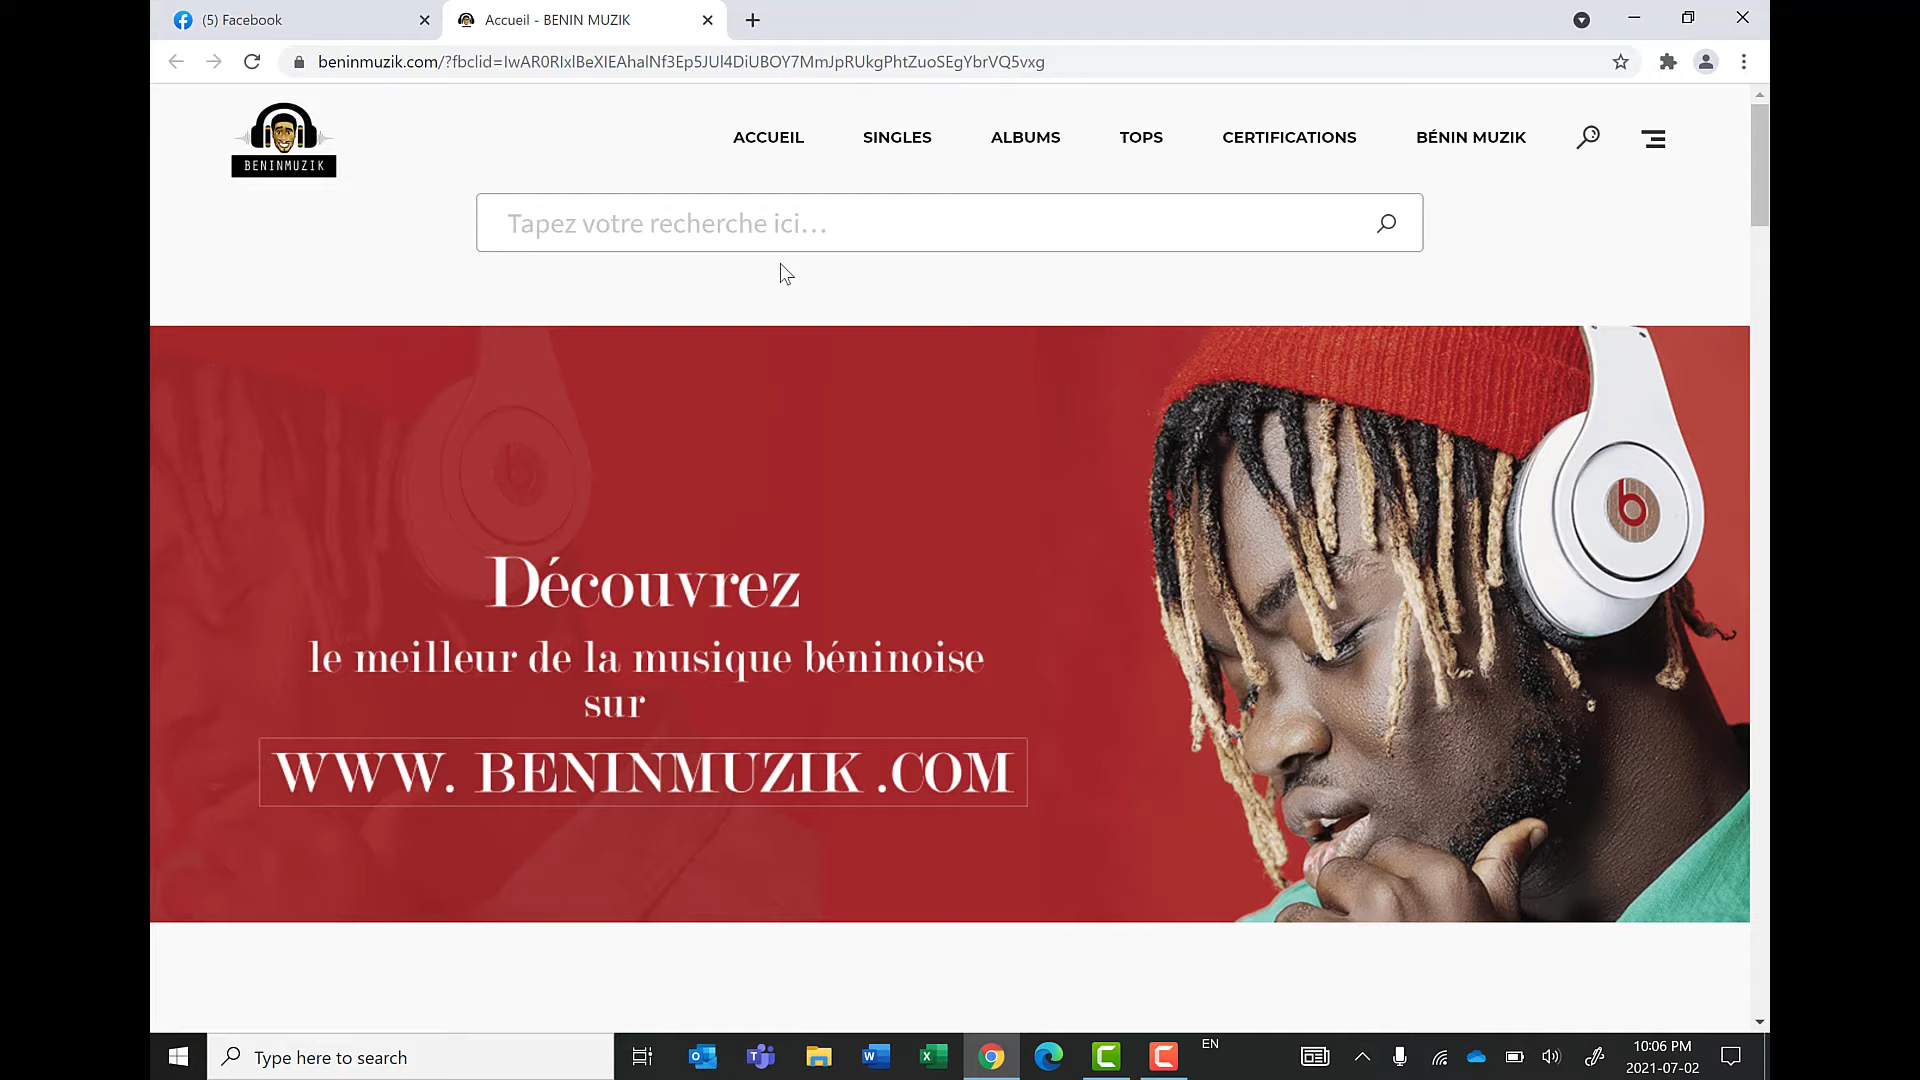 (5) Facebook
Accueil - BENIN MUZIK
beninmuzik.com/?fbclid=IwAR0RIxlBeXIEAhalNf3Ep5JUl4DiUBOY7MmJpRUkgPhtZuoSEgYbrVQ5vxg
BENINMUZIK
ACCUEIL SINGLES ALBUMS TOPS CERTIFICATIONS BÉNIN MUZIK
Tapez votre recherche ici...
b
Découvrez
le meilleur de la musique béninoise
sur
WWW. BENINMUZIK .COM
Type here to search
EN
10:06 PM
2021-07-02